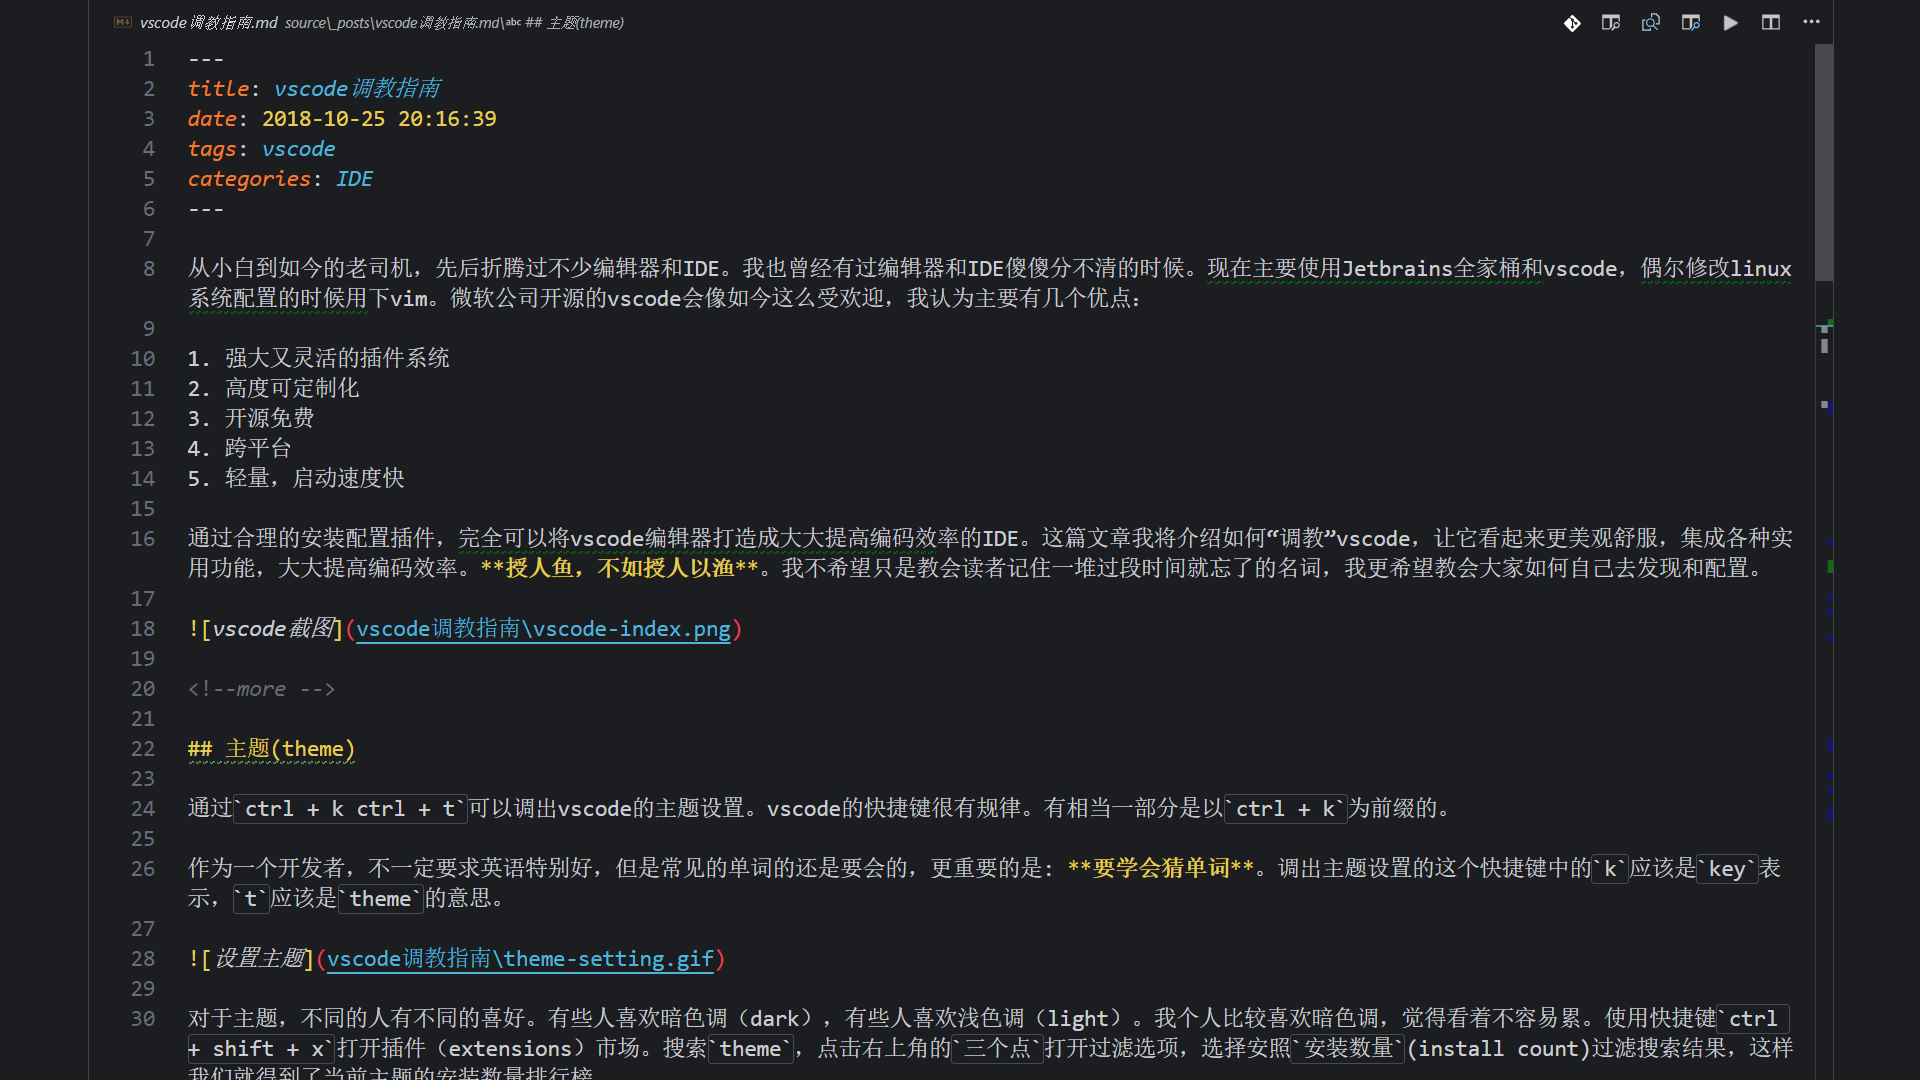 vscode调教指南.md source\_posts\vscode调教指南.md\abc ## 主题(theme)
1 ---
2 title: vscode调教指南
3 date: 2018-10-25 20:16:39
4 tags: vscode
5 categories: IDE
6 ---
7
8 从小白到如今的老司机，先后折腾过不少编辑器和IDE。我也曾经有过编辑器和IDE傻傻分不清的时候。现在主要使用Jetbrains全家桶和vscode，偶尔修改linux
系统配置的时候用下vim。微软公司开源的vscode会像如今这么受欢迎，我认为主要有几个优点：
9
10 1. 强大又灵活的插件系统
11 2. 高度可定制化
12 3. 开源免费
13 4. 跨平台
14 5. 轻量，启动速度快
15
16 通过合理的安装配置插件，完全可以将vscode编辑器打造成大大提高编码效率的IDE。这篇文章我将介绍如何“调教”vscode，让它看起来更美观舒服，集成各种实
用功能，大大提高编码效率。**授人鱼，不如授人以渔**。我不希望只是教会读者记住一堆过段时间就忘了的名词，我更希望教会大家如何自己去发现和配置。
17
18 ![vscode截图](vscode调教指南\vscode-index.png)
19
20 <!--more -->
21
22 ## 主题(theme)
23
24 通过`ctrl + k ctrl + t`可以调出vscode的主题设置。vscode的快捷键很有规律。有相当一部分是以`ctrl + k`为前缀的。
25
26 作为一个开发者，不一定要求英语特别好，但是常见的单词的还是要会的，更重要的是: **要学会猜单词**。调出主题设置的这个快捷键中的`k`应该是`key`表
示，`t`应该是`theme`的意思。
27
28 ![设置主题](vscode调教指南\theme-setting.gif)
29
30 对于主题，不同的人有不同的喜好。有些人喜欢暗色调（dark），有些人喜欢浅色调（light）。我个人比较喜欢暗色调，觉得看着不容易累。使用快捷键`ctrl
+ shift + x`打开插件（extensions）市场。搜索`theme`，点击右上角的`三个点`打开过滤选项，选择安照`安装数量`(install count)过滤搜索结果，这样
我们就得到了当前主题的安装数量排行榜